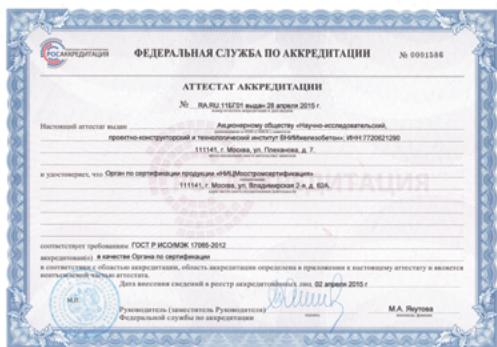 РОСАККРЕДИТАЦИЯ
ФЕДЕРАЛЬНАЯ СЛУЖБА ПО АККРЕДИТАЦИИ
№ 0001586
АТТЕСТАТ АККРЕДИТАЦИИ
№ RA.RU.11БГ01 выдан 28 апреля 2015 г.
Настоящий аттестат выдан Акционерному обществу «Научно-исследовательский,
проектно-конструкторский и технологический институт ВНИИжелезобетон»; ИНН:7720621290
111141, г. Москва, ул. Плеханова, д. 7.
и удостоверяет, что Орган по сертификации продукции «НИЦМосстромсертификация»
111141, г. Москва, ул. Владимирская 2-я, д. 62А.
соответствует требованиям ГОСТ Р ИСО/МЭК 17065-2012
аккредитован(о) в качестве Органа по сертификации
в соответствии с областью аккредитации, область аккредитации определена в приложении к настоящему аттестату и является
неотъемлемой частью аттестата.
Дата внесения сведений в реестр аккредитованных лиц 02 апреля 2015 г
М.П.
Руководитель (заместитель Руководителя)
Федеральной службы по аккредитации
М.А. Якутова
подпись